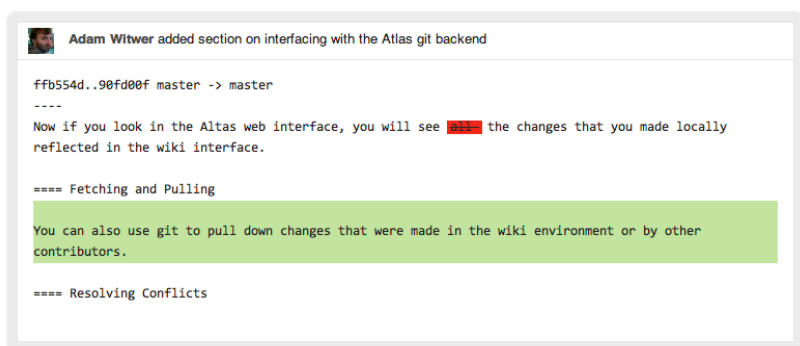 Adam Witwer added section on interfacing with the Atlas git backend
ffb554d..90fd00f master -> master
----
Now if you look in the Altas web interface, you will see all the changes that you made locally
reflected in the wiki interface.
==== Fetching and Pulling
You can also use git to pull down changes that were made in the wiki environment or by other
contributors.
==== Resolving Conflicts